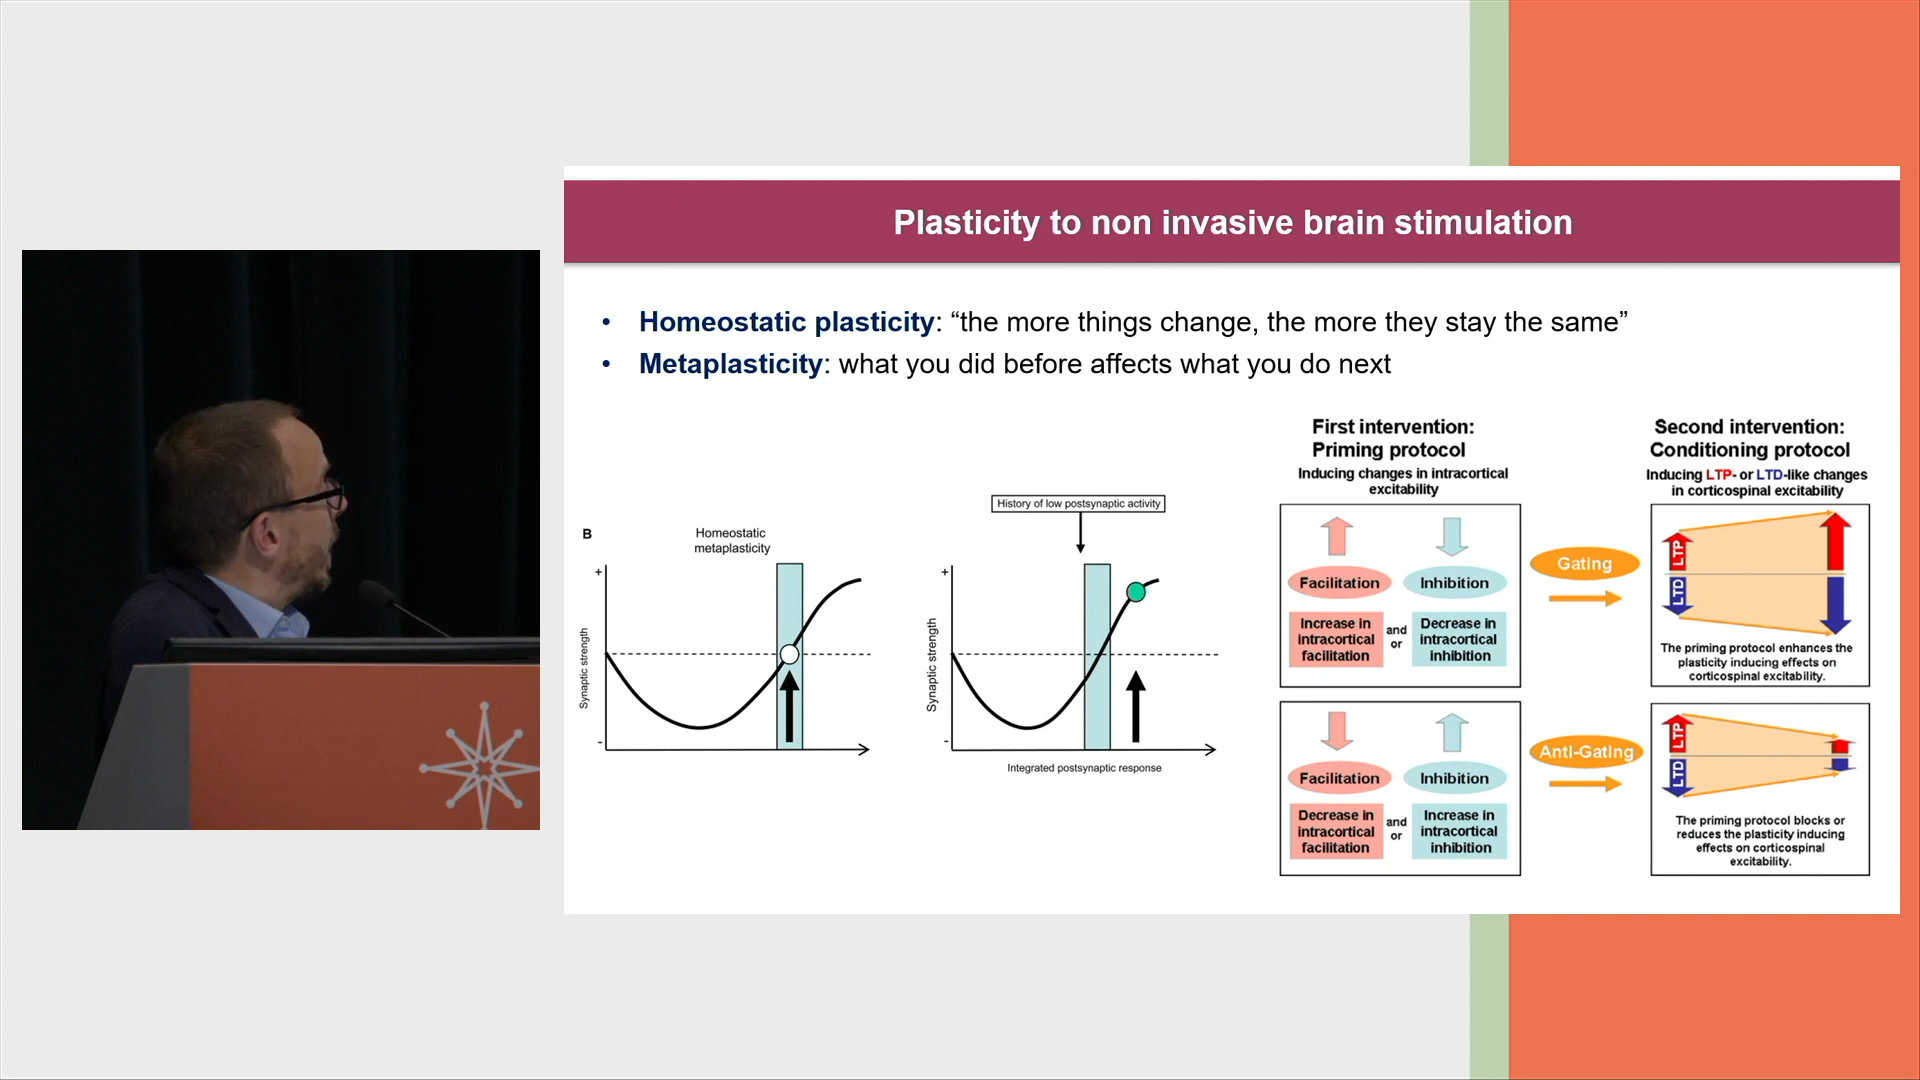 Plasticity to non invasive brain stimulation
• Homeostatic plasticity: “the more things change, the more they stay the same”
• Metaplasticity: what you did before affects what you do next
B
Homeostatic
metaplasticity
+
-
Synaptic strength
History of low postsynaptic activity
+
-
Synaptic strength
Integrated postsynaptic response
First intervention:
Priming protocol
Inducing changes in intracortical
excitability
Facilitation
Inhibition
Increase in
intracortical
facilitation
and
or
Decrease in
intracortical
inhibition
Facilitation
Inhibition
Decrease in
intracortical
facilitation
and
or
Increase in
intracortical
inhibition
Gating
Anti-Gating
Second intervention:
Conditioning protocol
Inducing LTP- or LTD-like changes
in corticospinal excitability
LTP
LTD
The priming protocol enhances the
plasticity inducing effects on
corticospinal excitability.
LTP
LTD
The priming protocol blocks or
reduces the plasticity inducing
effects on corticospinal
excitability.